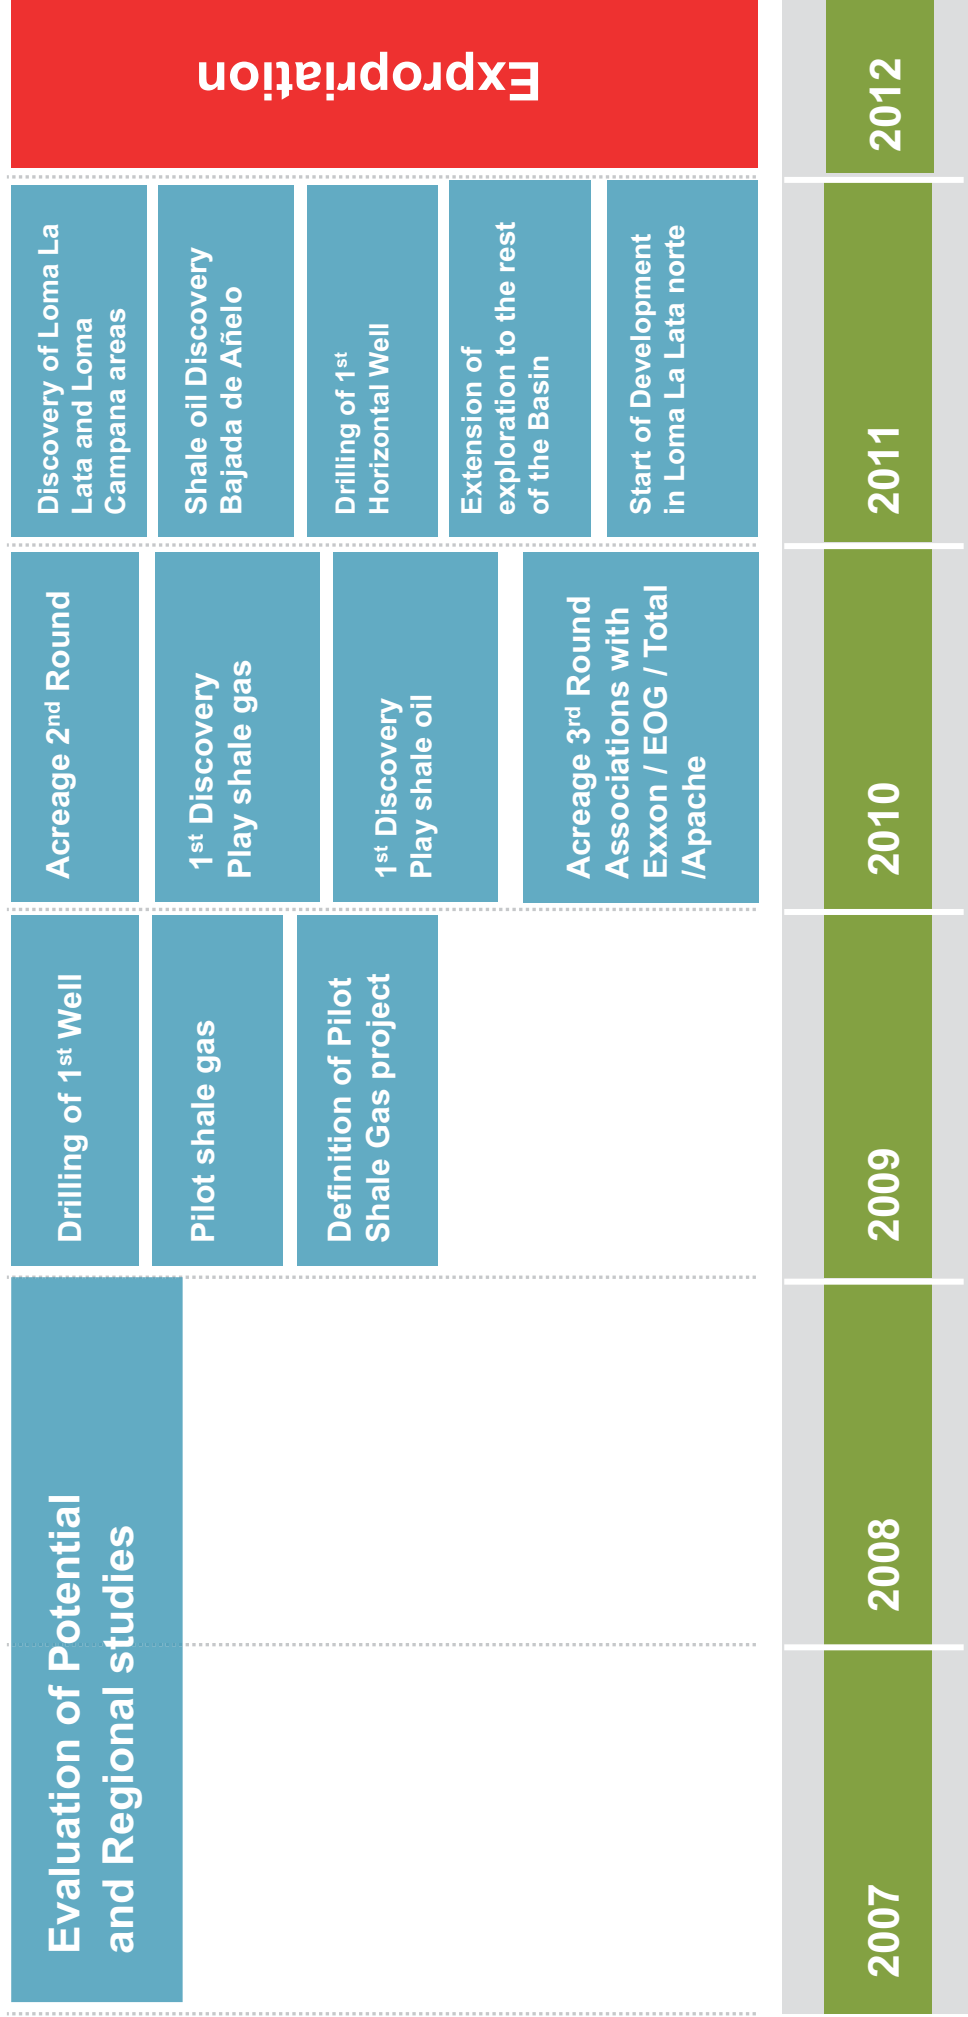 Evaluation of Potential
and Regional studies
Drilling of 1st Well
Pilot shale gas
Definition of Pilot
Shale Gas project
Acreage 2nd Round
1st Discovery
Play shale gas
1st Discovery
Play shale oil
Acreage 3rd Round
Associations with
Exxon / EOG / Total
/Apache
Discovery of Loma La
Lata and Loma
Campana areas
Shale oil Discovery
Bajada de Añelo
Drilling of 1st
Horizontal Well
Extension of
exploration to the rest
of the Basin
Start of Development
in Loma La Lata norte
Expropriation
2007
2008
2009
2010
2011
2012